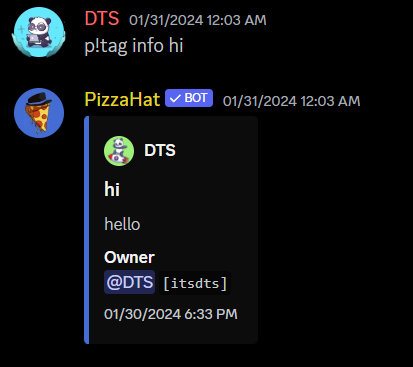 DTS 01/31/2024 12:03 AM
p!tag info hi
PizzaHat ✓ BOT 01/31/2024 12:03 AM
DTS
hi
hello
Owner
@DTS [itsdts]
01/30/2024 6:33 PM